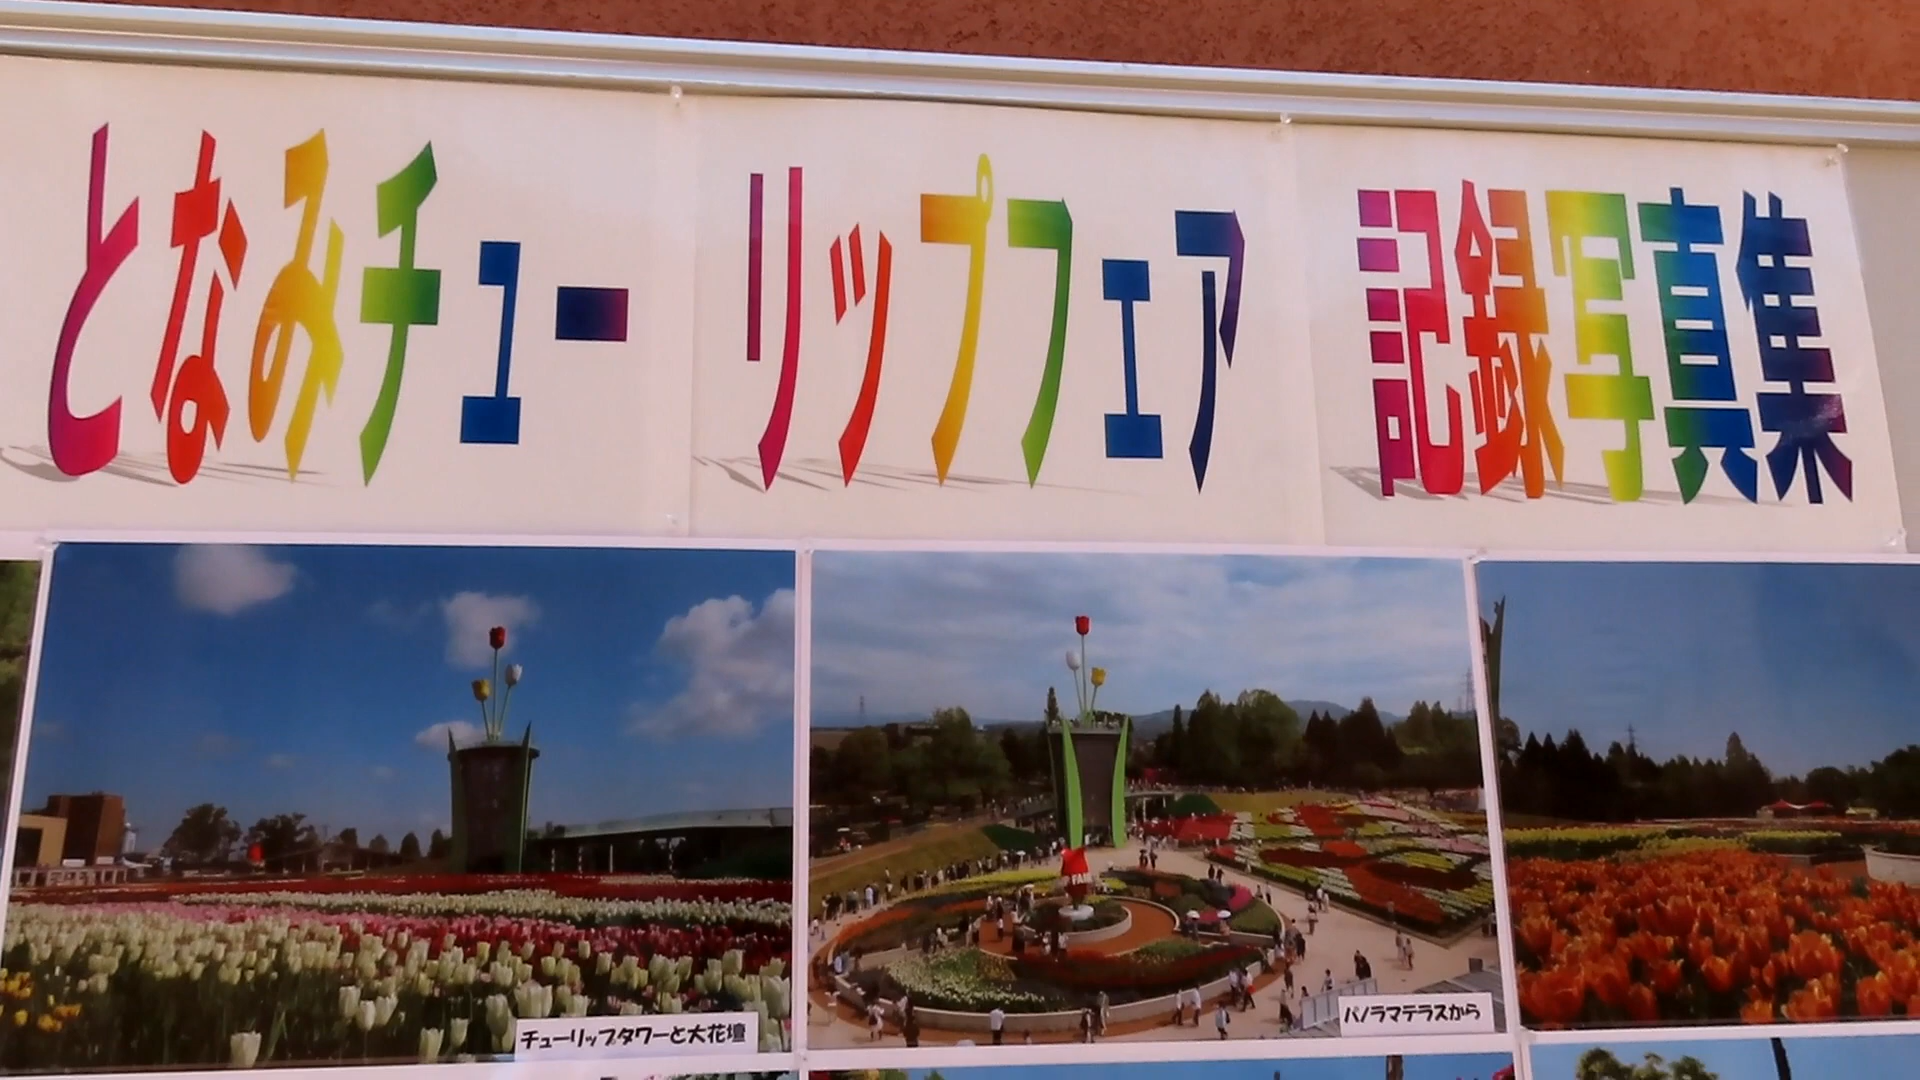 となみチューリップフェア 記録写真集
チューリップタワーと大花壇
パノラマテラスから